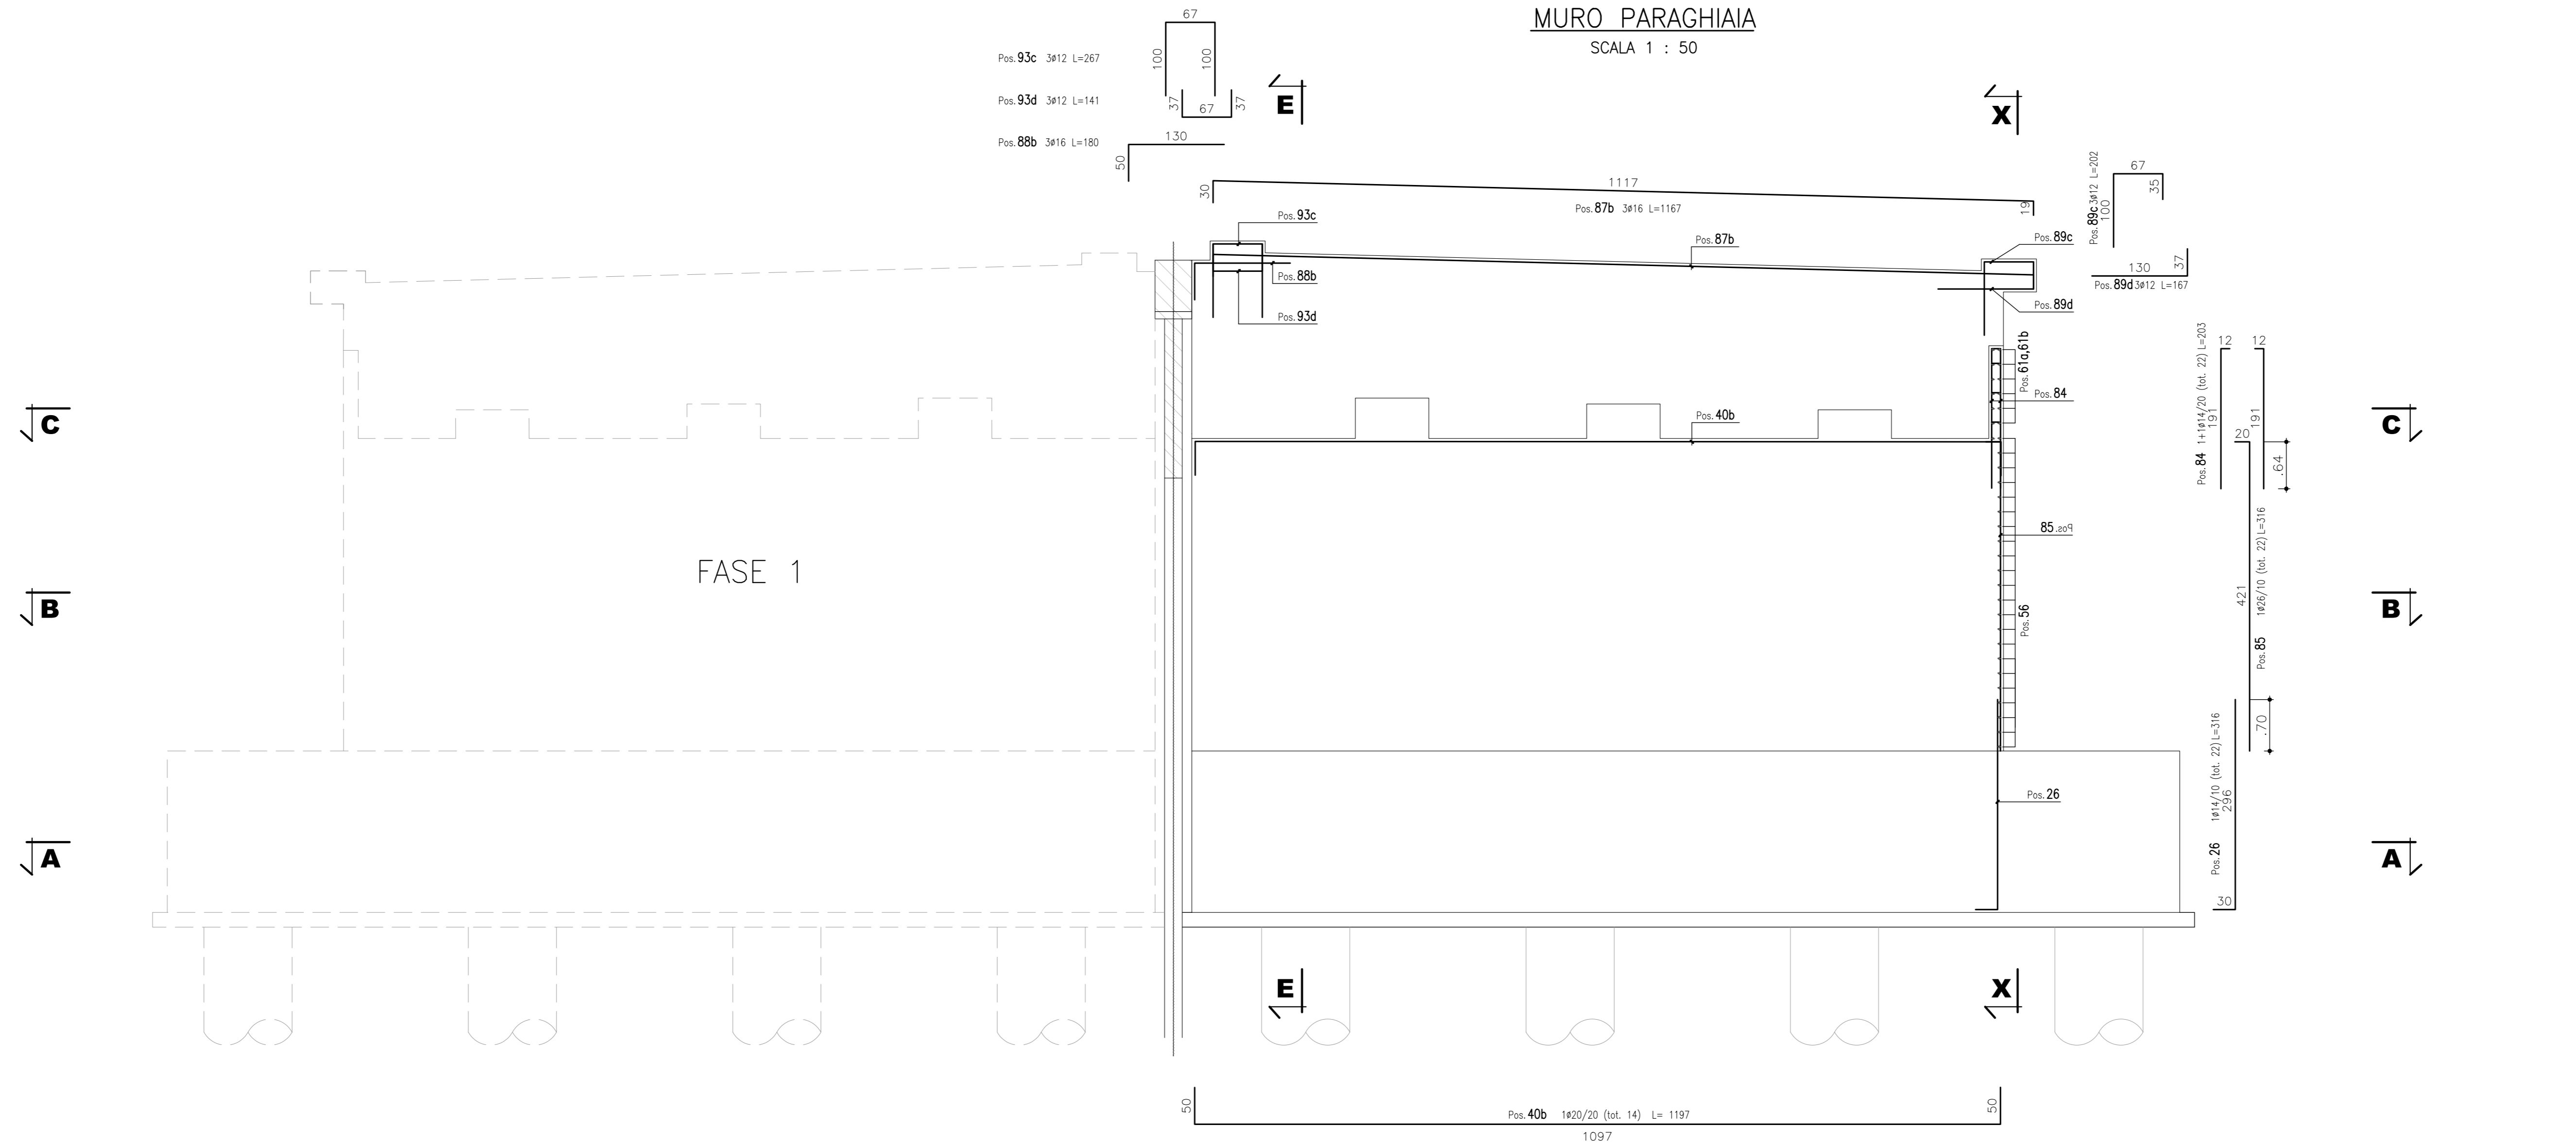 MURO PARAGHIAIA
SCALA 1 : 50
67
100
100
Pos. 93c 3ø12 L=267
37
67
37
Pos. 93d 3ø12 L=141
130
50
Pos. 88b 3ø16 L=180
E
X
30
1117
19
Pos. 87b 3ø16 L=1167
Pos. 89c 3ø12 L=202
67
35
100
130
37
Pos. 89d 3ø12 L=167
Pos. 93c
Pos. 87b
Pos. 89c
Pos. 88b
Pos. 89d
Pos. 93d
Pos. 61a,61b
Pos. 84
Pos. 40b
Pos. 85
Pos. 56
Pos. 26
Pos. 84 1+1ø14/20 (tot. 22) L=203
12
12
191
191
20
.64
421
Pos. 85 1ø26/10 (tot. 22) L=316
.70
Pos. 26 1ø14/10 (tot. 22) L=316
296
30
C
C
B
B
A
A
FASE 1
E
X
50
Pos. 40b 1ø20/20 (tot. 14) L= 1197
50
1097